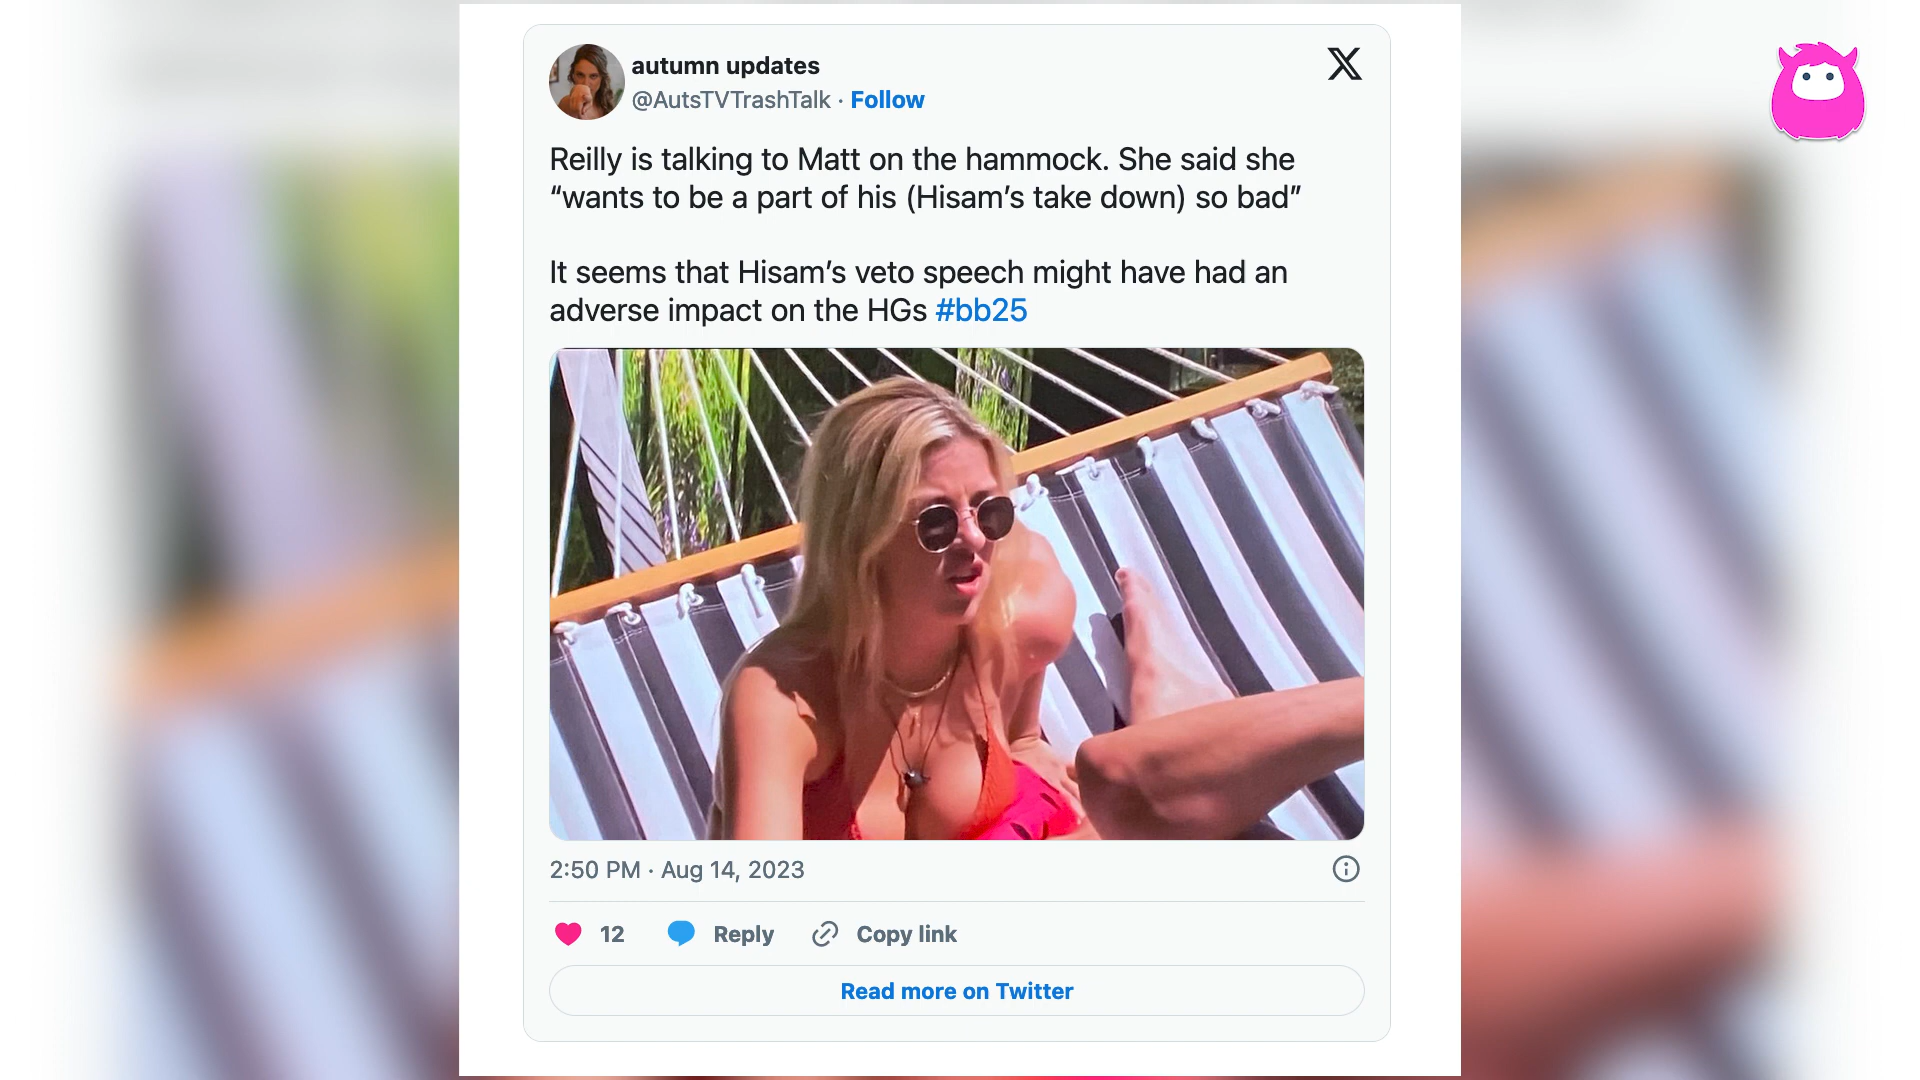 autumn updates
@AutsTVTrashTalk · Follow
Reilly is talking to Matt on the hammock. She said she
“wants to be a part of his (Hisam’s take down) so bad”
It seems that Hisam’s veto speech might have had an
adverse impact on the HGs #bb25
2:50 PM · Aug 14, 2023
12 Reply Copy link
Read more on Twitter